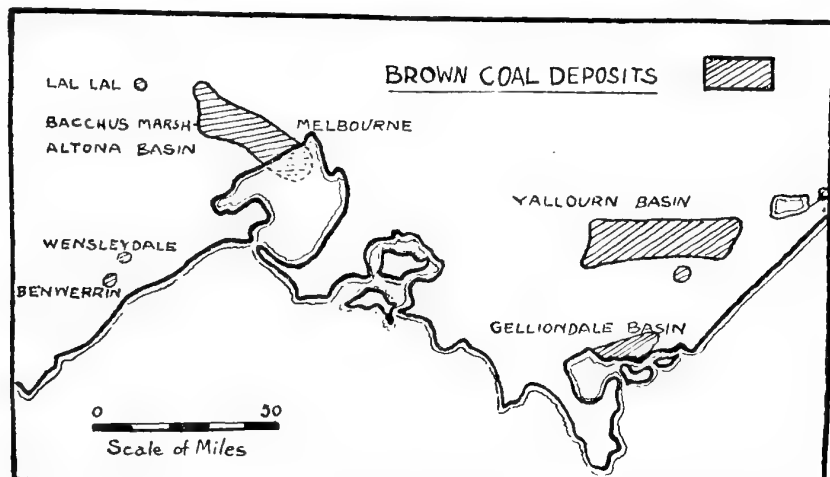 BROWN COAL DEPOSITS
LAL LAL
BACCHUS MARSH
ALTONA BASIN
MELBOURNE
YALLOURN BASIN
WENSLEYDALE
BENWERRIN
GELLIONDALE BASIN
0 50
Scale of Miles